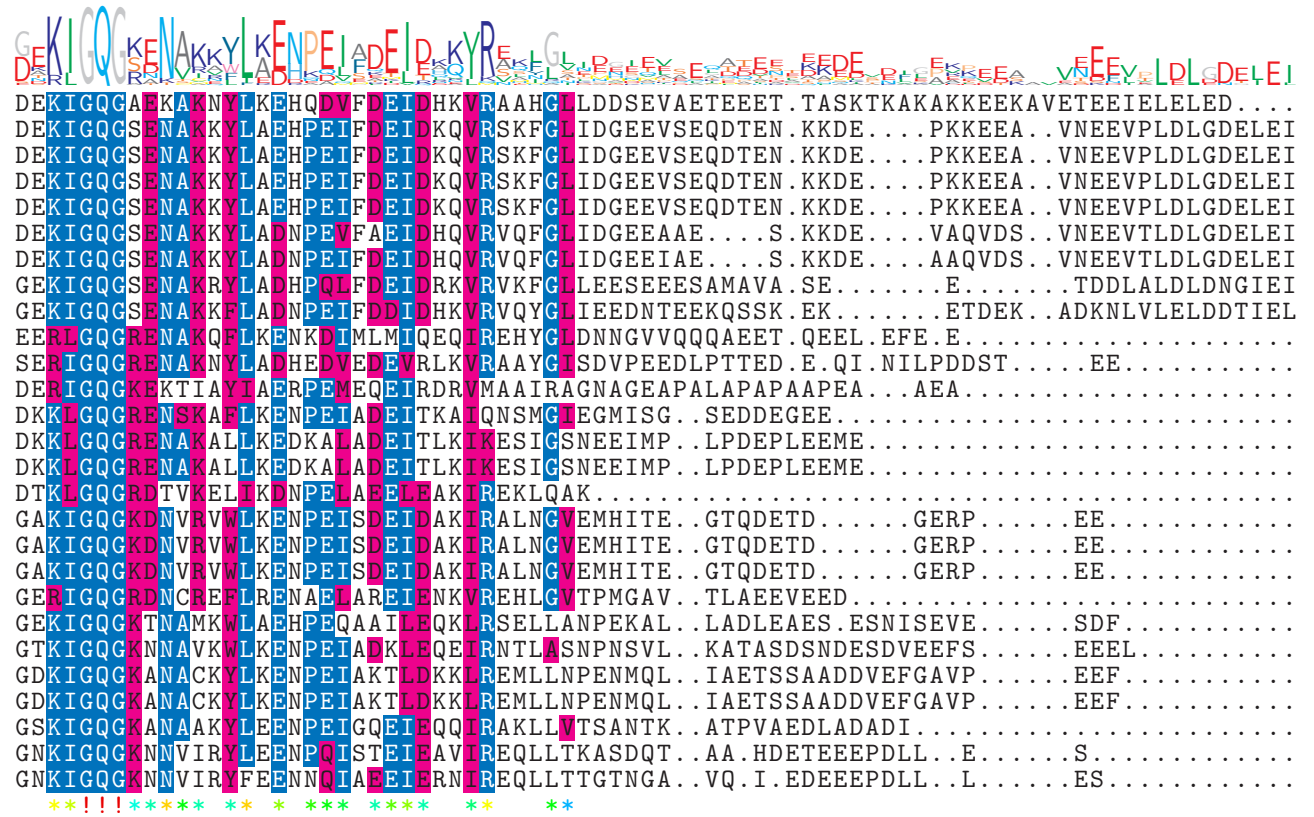 DEKIGQGAEKAKNYLKEHQDVFDEIDHKVRAAHGLLDDSEVAETEEET.TASKTKAKAKKEEKAVETEEIELELED....
DEKIGQGSENAKKYLAEHPEIFDEIDKQVRSKFGLIDGEEVSEQDTEN.KKDE....PKKEEA..VNEEVPLDLGDELEI
DEKIGQGSENAKKYLAEHPEIFDEIDKQVRSKFGLIDGEEVSEQDTEN.KKDE....PKKEEA..VNEEVPLDLGDELEI
DEKIGQGSENAKKYLAEHPEIFDEIDKQVRSKFGLIDGEEVSEQDTEN.KKDE....PKKEEA..VNEEVPLDLGDELEI
DEKIGQGSENAKKYLAEHPEIFDEIDKQVRSKFGLIDGEEVSEQDTEN.KKDE....PKKEEA..VNEEVPLDLGDELEI
DEKIGQGSENAKKYLADNPEVFAEIDHQVRVQFGLIDGEEAAE....S.KKDE....VAQVDS..VNEEVTLDLGDELEI
DEKIGQGSENAKKYLADNPEIFDEIDHQVRVQFGLIDGEEIAE....S.KKDE....AAQVDS..VNEEVTLDLGDELEI
GEKIGQGSENAKRYLADHPQLFDEIDRKVRVKFGLLEESEEESAMAVA.SE.......E.......TDDLALDLDNGIEI
GEKIGQGSENAKKFLADNPEIFDDIDHKVRVQYGLIEEDNTEEKQSSK.EK.......ETDEK..ADKNLVLELDDTIEL
EERLGQGRENAKQFLKENKDIMLMIQEQIREHYGLDNNGVVQQQAEET.QEEL.EFE.E.....................
SERIGQGRENAKNYLADHEDVEDEVRLKVRAAYGISDVPEEDLPTTED.E.QI.NILPDDST.....EE...........
DERIGQGKEKTIAYIAERPEMEQEIRDRVMAAIRAGNAGEAPALAPAPAAPEA...AEA.....................
DKKLGQGRENSKAFLKENPEIADEITKAIQNSMGIEGMISG..SEDDEGEE.............................
DKKLGQGRENAKALLKEDKALADEITLKIKESIGSNEEIMP..LPDEPLEEME...........................
DKKLGQGRENAKALLKEDKALADEITLKIKESIGSNEEIMP..LPDEPLEEME...........................
DTKLGQGRDTVKELIKDNPELAEELEAKIREKLQAK............................................
GAKIGQGKDNVRVWLKENPEISDEIDAKIRALNGVEMHITE..GTQDETD......GERP......EE............
GAKIGQGKDNVRVWLKENPEISDEIDAKIRALNGVEMHITE..GTQDETD......GERP......EE............
GAKIGQGKDNVRVWLKENPEISDEIDAKIRALNGVEMHITE..GTQDETD......GERP......EE............
GERIGQGRDNCREFLRENAELAREIENKVREHLGVTPMGAV..TLAEEVEED............................
GEKIGQGKTNAMKWLAEHPEQAAILEQKLRSELLANPEKAL..LADLEAES.ESNISEVE......SDF...........
GTKIGQGKNNAVKWLKENPEIADKLEQEIRNTLASNPNSVL..KATASDSNDESDVEEFS......EEEL..........
GDKIGQGKANACKYLKENPEIAKTLDKKLREMLLNPENMQL..IAETSSAADDVEFGAVP......EEF...........
GDKIGQGKANACKYLKENPEIAKTLDKKLREMLLNPENMQL..IAETSSAADDVEFGAVP......EEF...........
GSKIGQGKANAAKYLEENPEIGQEIEQQIRAKLLVTSANTK..ATPVAEDLADADI........................
GNKIGQGKNNVIRYLEENPQISTEIEAVIREQLLTKASDQT..AA.HDETEEEPDLL..E......S.............
GNKIGQGKNNVIRYFEENNQIAEEIERNIREQLLTTGTNGA..VQ.I.EDEEEPDLL..L......ES............
**!!!***** ** * *** **** ** **